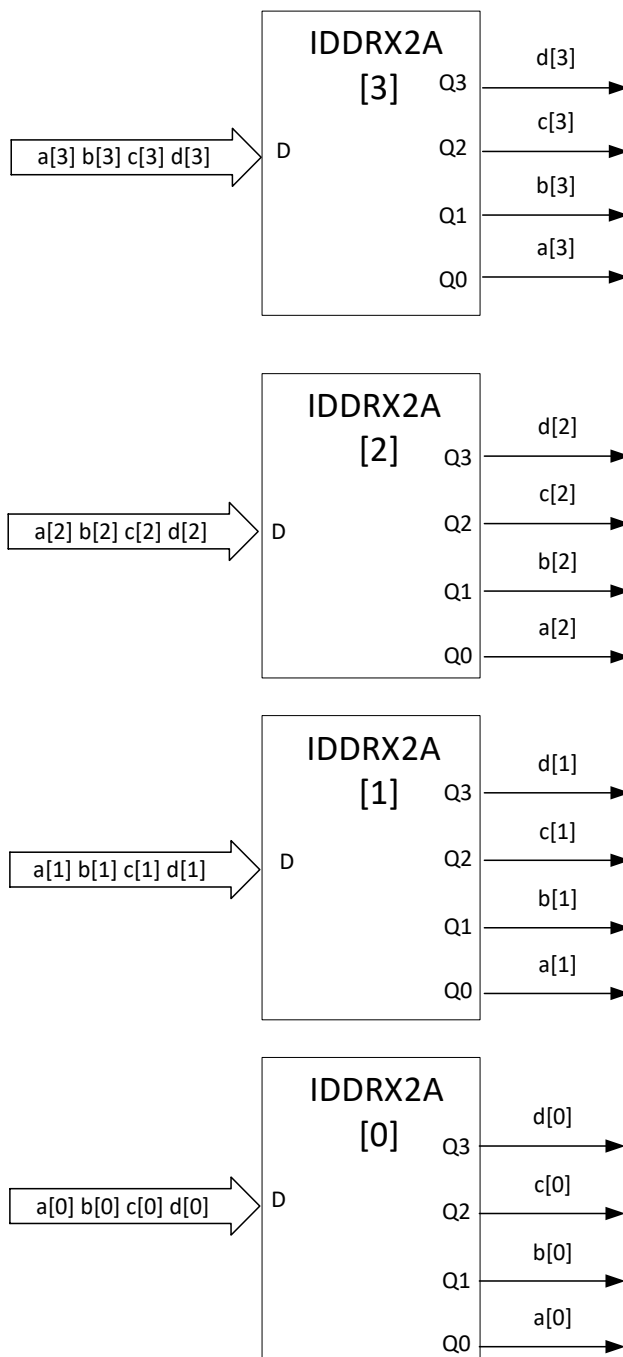 IDDRX2A
[3]
a[3] b[3] c[3] d[3]
D
Q3
d[3]
Q2
c[3]
Q1
b[3]
Q0
a[3]
IDDRX2A
[2]
a[2] b[2] c[2] d[2]
D
Q3
d[2]
Q2
c[2]
Q1
b[2]
Q0
a[2]
IDDRX2A
[1]
a[1] b[1] c[1] d[1]
D
Q3
d[1]
Q2
c[1]
Q1
b[1]
Q0
a[1]
IDDRX2A
[0]
a[0] b[0] c[0] d[0]
D
Q3
d[0]
Q2
c[0]
Q1
b[0]
Q0
a[0]